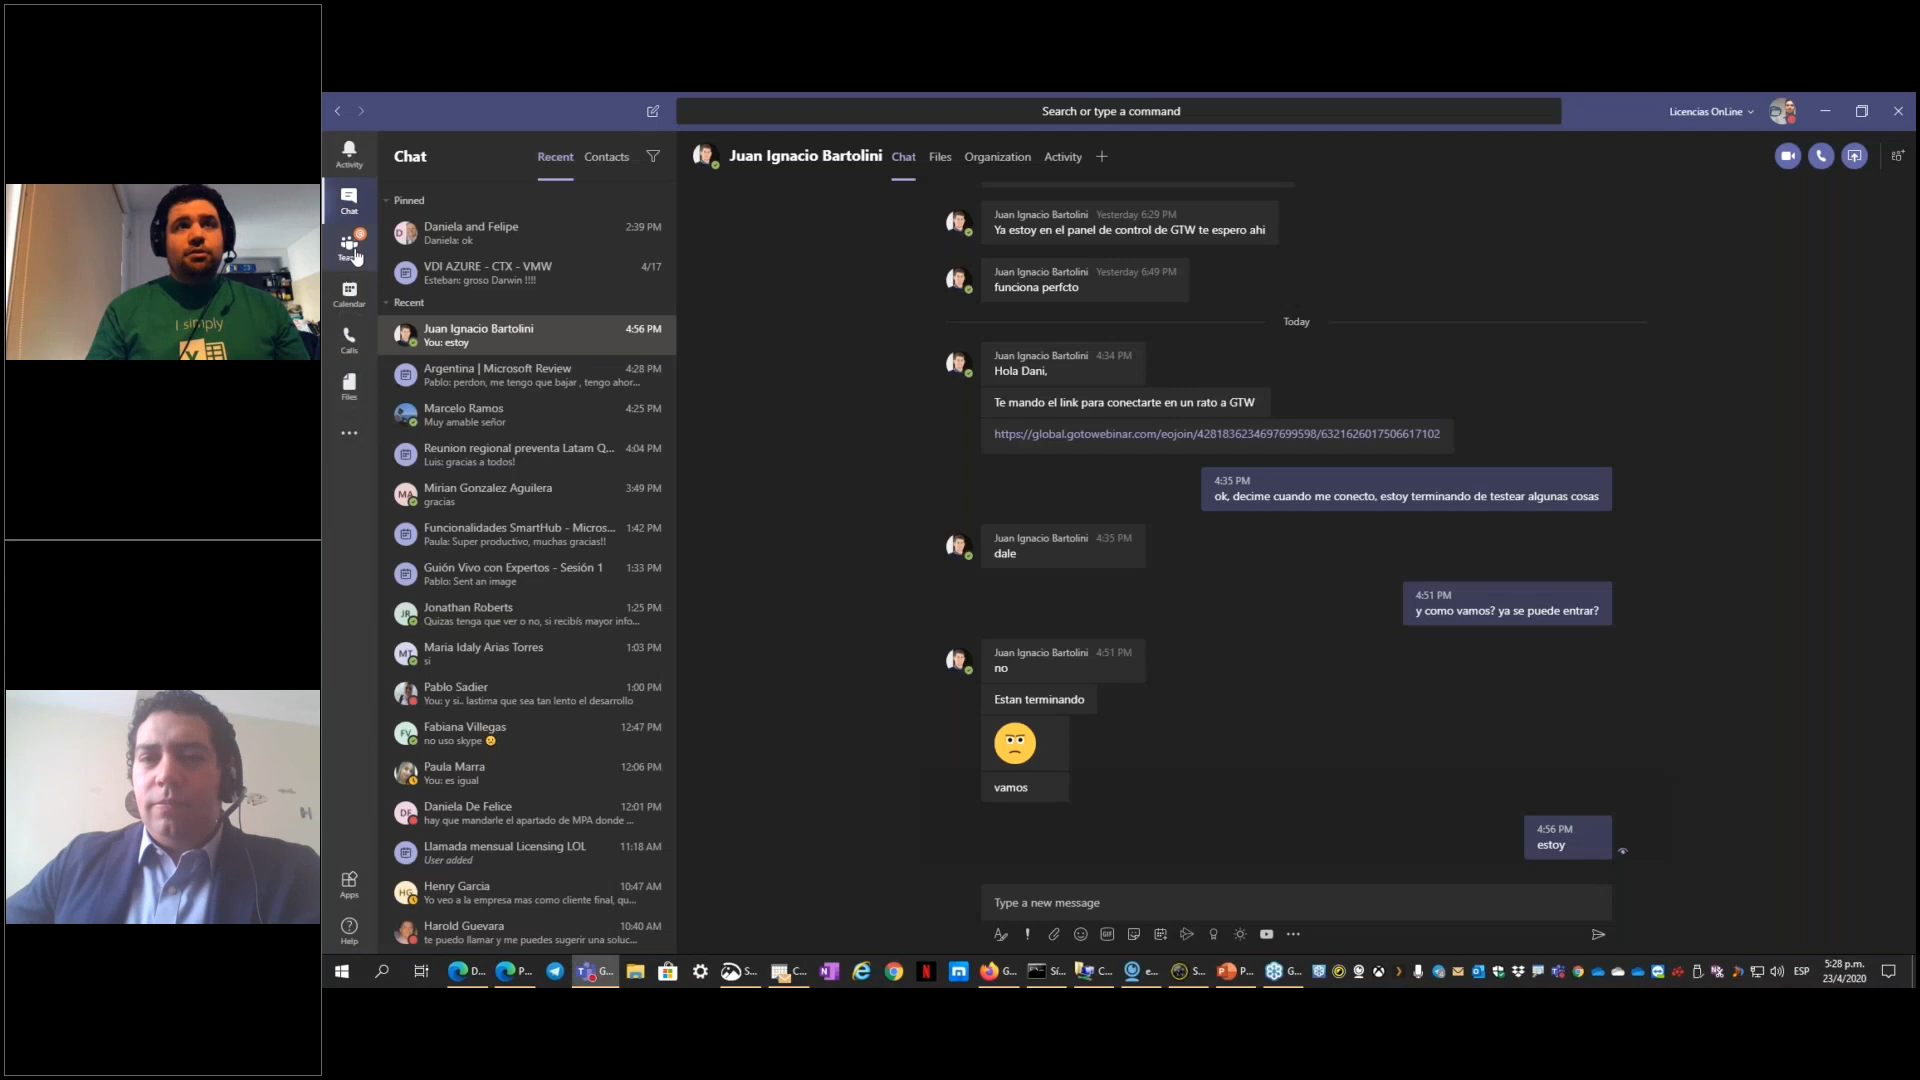 Search or type a command
Licencias OnLine
Activity
Chat
Calendar
Calls
Files
Apps
Help
Chat
Recent
Contacts
Pinned
Daniela and Felipe 2:39 PM
Daniela: ok
VDI AZURE - CTX - VMW 4/17
Esteban: groso Darwin !!!!
Recent
Juan Ignacio Bartolini 4:56 PM
You: estoy
Argentina | Microsoft Review 4:28 PM
Pablo: perdon, me tengo que bajar , tengo ahor...
Marcelo Ramos 4:25 PM
Muy amable señor
Reunion regional preventa Latam Q... 4:04 PM
Luis: gracias a todos!
MA
Mirian Gonzalez Aguilera 3:49 PM
gracias
Funcionalidades SmartHub - Micros... 1:42 PM
Paula: Super productivo, muchas gracias!!
Guión Vivo con Expertos - Sesión 1 1:33 PM
Pablo: Sent an image
JR
Jonathan Roberts 1:25 PM
Quizas tenga que ver o no, si recibís mayor info...
MT
Maria Idaly Arias Torres 1:03 PM
si
Pablo Sadier 1:00 PM
You: y si.. lastima que sea tan lento el desarrollo
FV
Fabiana Villegas 12:47 PM
no uso skype
Paula Marra 12:06 PM
You: es igual
DF
Daniela De Felice 12:01 PM
hay que mandarle el apartado de MPA donde ...
Llamada mensual Licensing LOL 11:18 AM
User added
HG
Henry Garcia 10:47 AM
Yo veo a la empresa mas como cliente final, qu...
Harold Guevara 10:40 AM
te puedo llamar y me puedes sugerir una soluc...
Juan Ignacio Bartolini
Chat
Files
Organization
Activity
Juan Ignacio Bartolini Yesterday 6:29 PM
Ya estoy en el panel de control de GTW te espero ahi
Juan Ignacio Bartolini Yesterday 6:49 PM
funciona perfcto
Today
Juan Ignacio Bartolini 4:34 PM
Hola Dani,
Te mando el link para conectarte en un rato a GTW
https://global.gotowebinar.com/eojoin/4281836234697699598/6321626017506617102
4:35 PM
ok, decime cuando me conecto, estoy terminando de testear algunas cosas
Juan Ignacio Bartolini 4:35 PM
dale
4:51 PM
y como vamos? ya se puede entrar?
Juan Ignacio Bartolini 4:51 PM
no
Estan terminando
vamos
4:56 PM
estoy
Type a new message
GIF
I simply
D...
P...
G...
S...
C...
G...
Sí...
C...
e...
S...
P...
G...
ESP
5:28 p.m.
23/4/2020